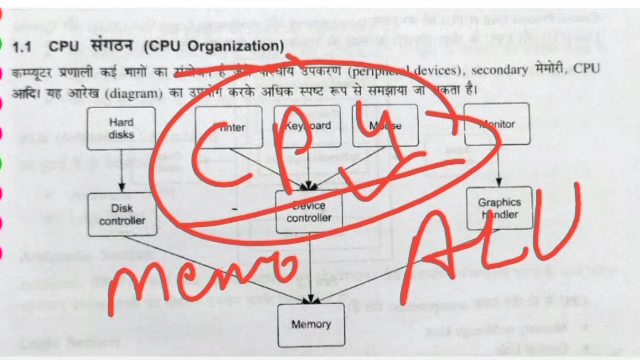 1.1 CPU संगठन (CPU Organization)
कम्प्यूटर प्रणाली कई भागों का है उपकरण (peripheral devices), secondary मेमोरी, CPU
आदि। यह आरेख (diagram) का उपयोग करके अधिक स्पष्ट रूप से समझाया जा सकता है।
Hard disks
Printer
Keyboard
Mouse
Monitor
CPU
Disk controller
Device controller
Graphics handler
Memo
ALU
Memory